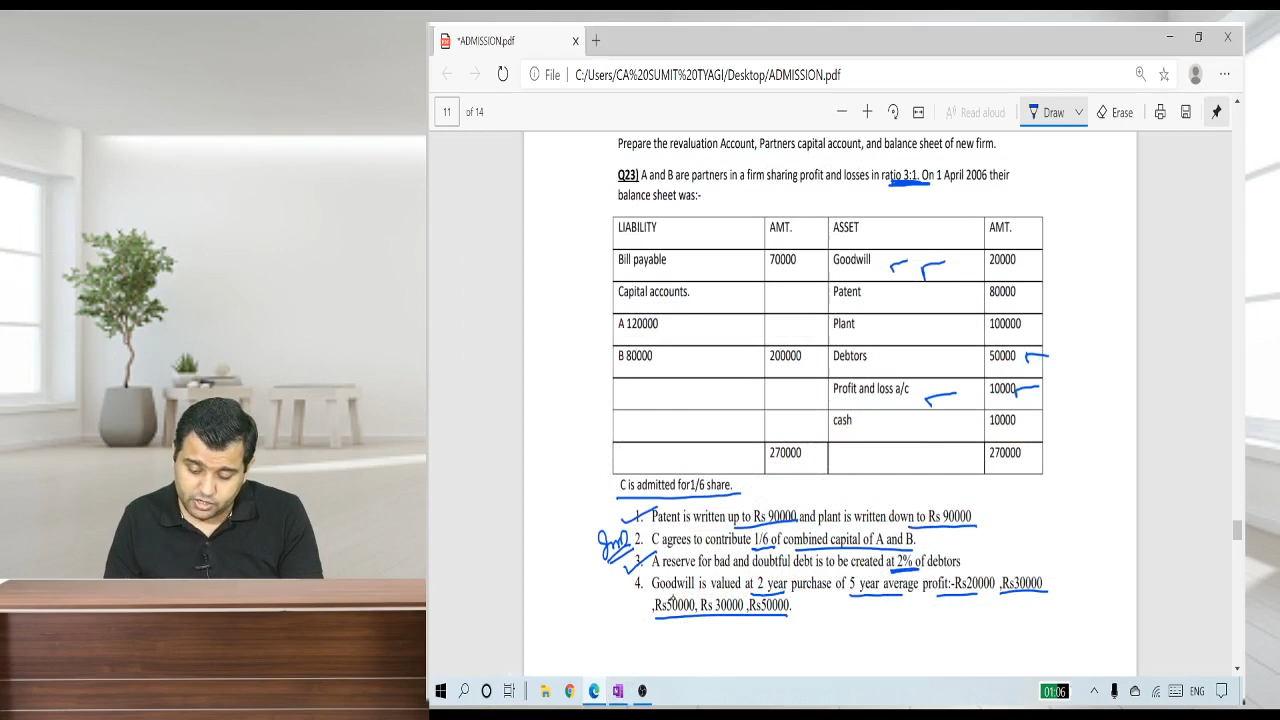 *ADMISSION.pdf
File | C:/Users/CA%20SUMIT%20TYAGI/Desktop/ADMISSION.pdf
11 of 14
Read aloud
Draw
Erase
Prepare the revaluation Account, Partners capital account, and balance sheet of new firm.
Q23) A and B are partners in a firm sharing profit and losses in ratio 3:1. On 1 April 2006 their
balance sheet was:-
LIABILITY AMT. ASSET AMT.
Bill payable 70000 Goodwill 20000
Capital accounts. Patent 80000
A 120000 Plant 100000
B 80000 200000 Debtors 50000
Profit and loss a/c 10000
cash 10000
270000 270000
C is admitted for1/6 share.
1. Patent is written up to Rs 90000 and plant is written down to Rs 90000
2. C agrees to contribute 1/6 of combined capital of A and B.
3. A reserve for bad and doubtful debt is to be created at 2% of debtors
4. Goodwill is valued at 2 year purchase of 5 year average profit:-Rs20000 ,Rs30000
,Rs50000, Rs 30000 ,Rs50000.
01:06
ENG